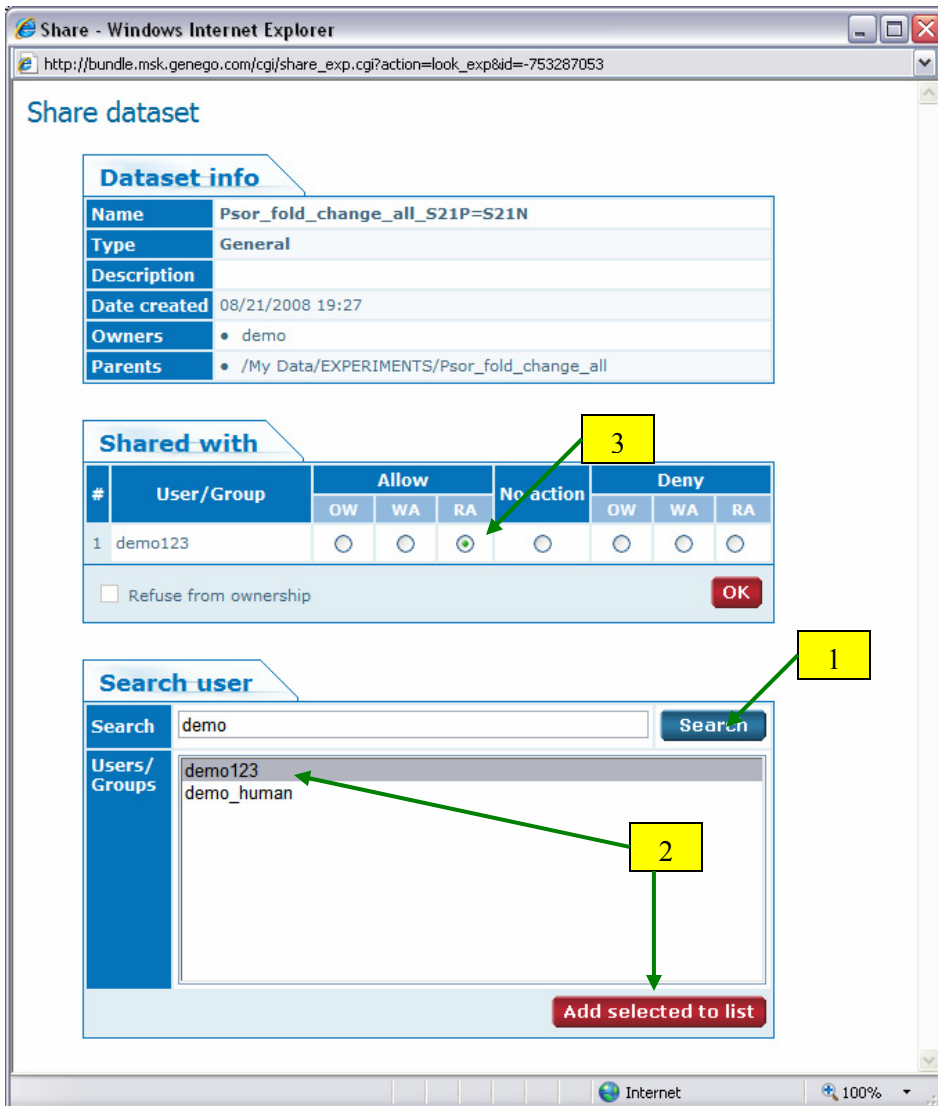 Share - Windows Internet Explorer
http://bundle.msk.genego.com/cgi/share_exp.cgi?action=look_exp&id=-753287053
Share dataset
Dataset info
Name Psor_fold_change_all_S21P=S21N
Type General
Description
Date created 08/21/2008 19:27
Owners • demo
Parents • /My Data/EXPERIMENTS/Psor_fold_change_all
Shared with
3
# User/Group Allow No action Deny
OW WA RA OW WA RA
1 demo123
Refuse from ownership OK
1
Search user
Search demo Search
Users/
Groups
demo123
demo_human
2
Add selected to list
Internet 100%